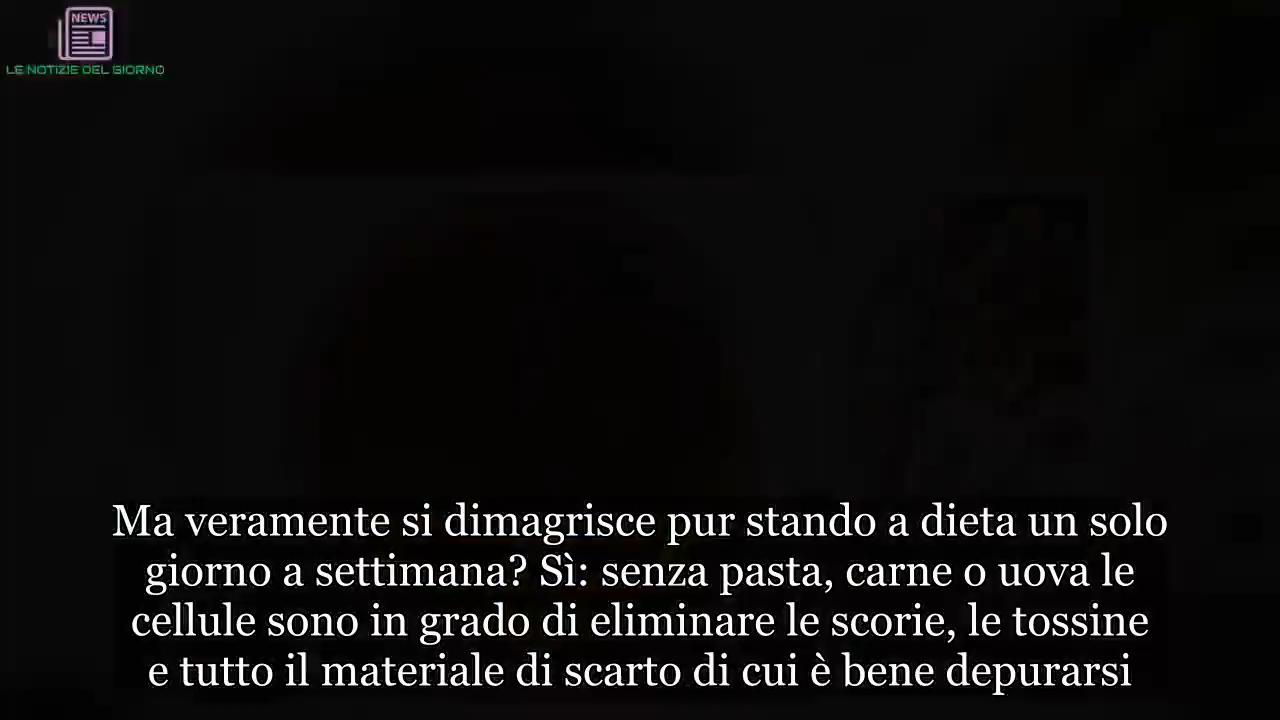 NEWS
LE NOTIZIE DEL GIORNO
Ma veramente si dimagrisce pur stando a dieta un solo
giorno a settimana? Sì: senza pasta, carne o uova le
cellule sono in grado di eliminare le scorie, le tossine
e tutto il materiale di scarto di cui è bene depurarsi